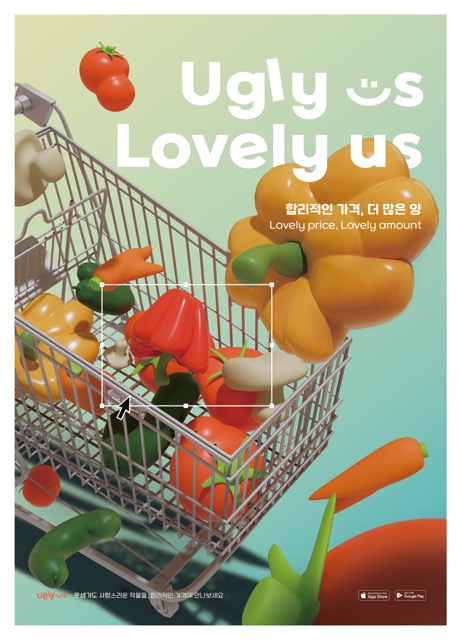 Ugly us
Lovely us
합리적인 가격, 더 많은 양
Lovely price, Lovely amount
Ugly us 못생겨도 사랑스러운 작물들, 합리적인 가격에 만나보세요
App Store
Google Play